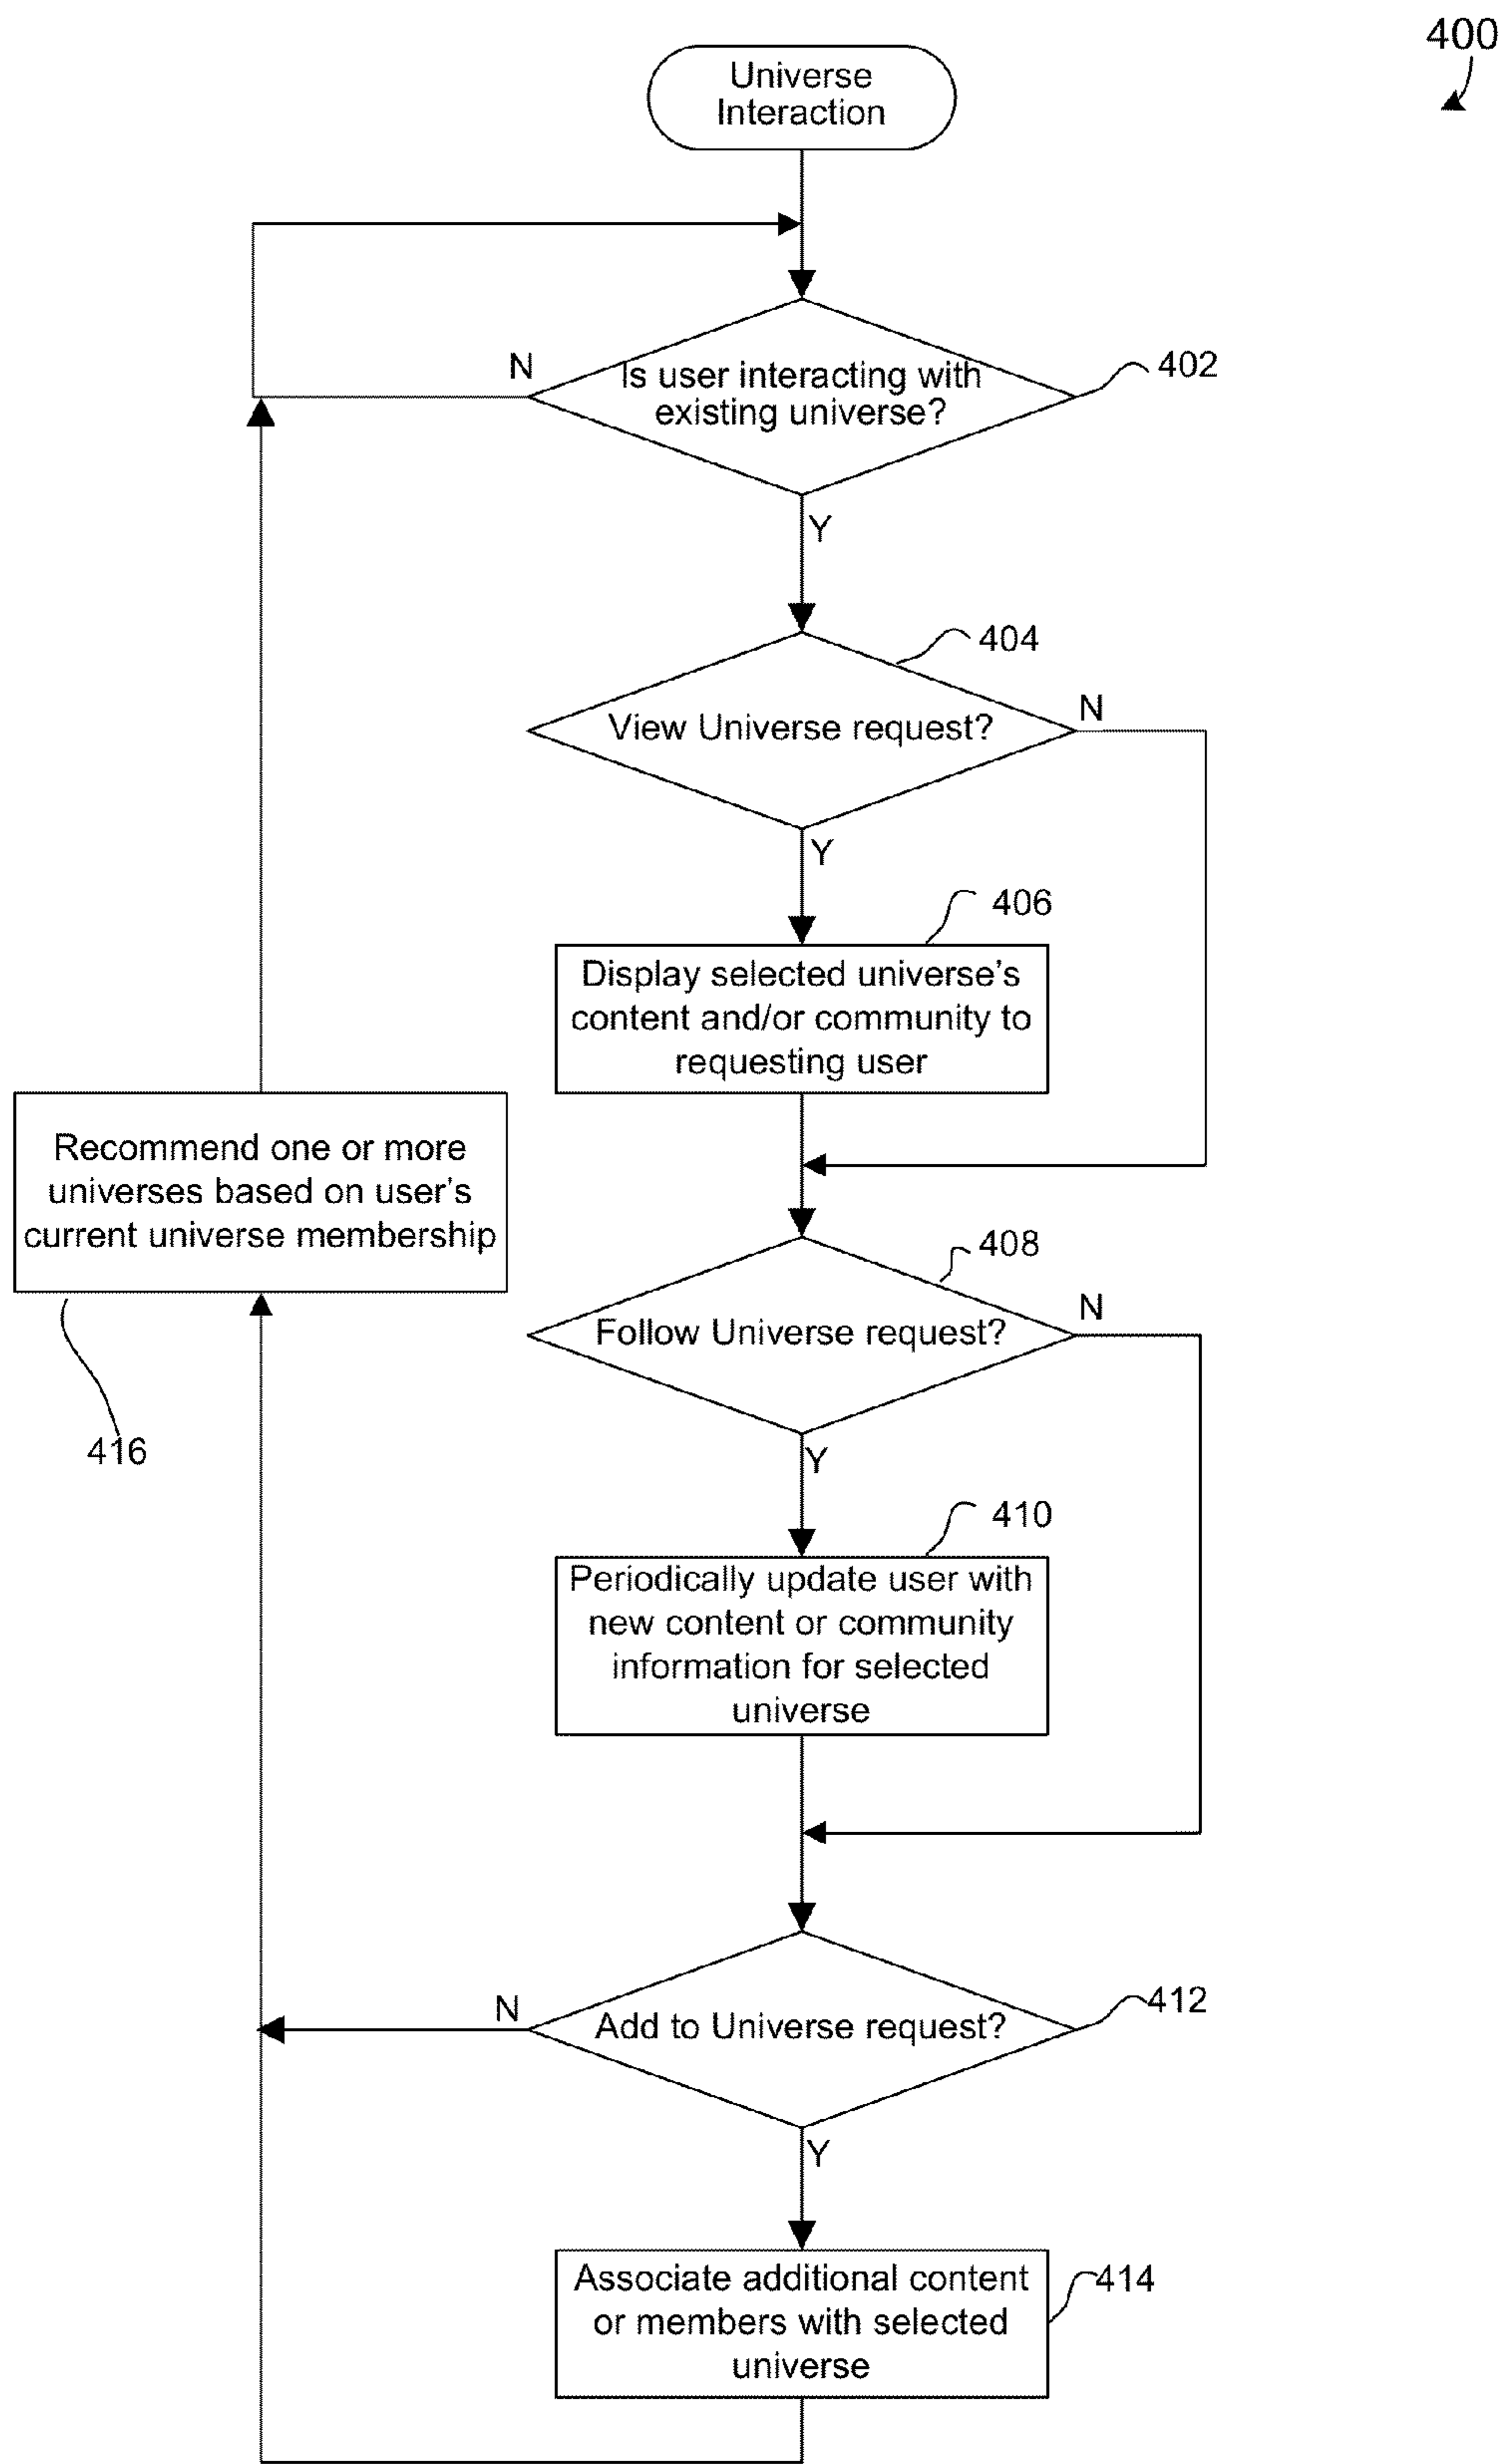 400
Universe
Interaction
N
Is user interacting with
existing universe?
402
Y
404
View Universe request?
N
Y
406
Display selected universe's
content and/or community to
requesting user
Recommend one or more
universes based on user's
current universe membership
416
408
Follow Universe request?
N
Y
410
Periodically update user with
new content or community
information for selected
universe
N
Add to Universe request?
412
Y
Associate additional content
or members with selected
universe
414